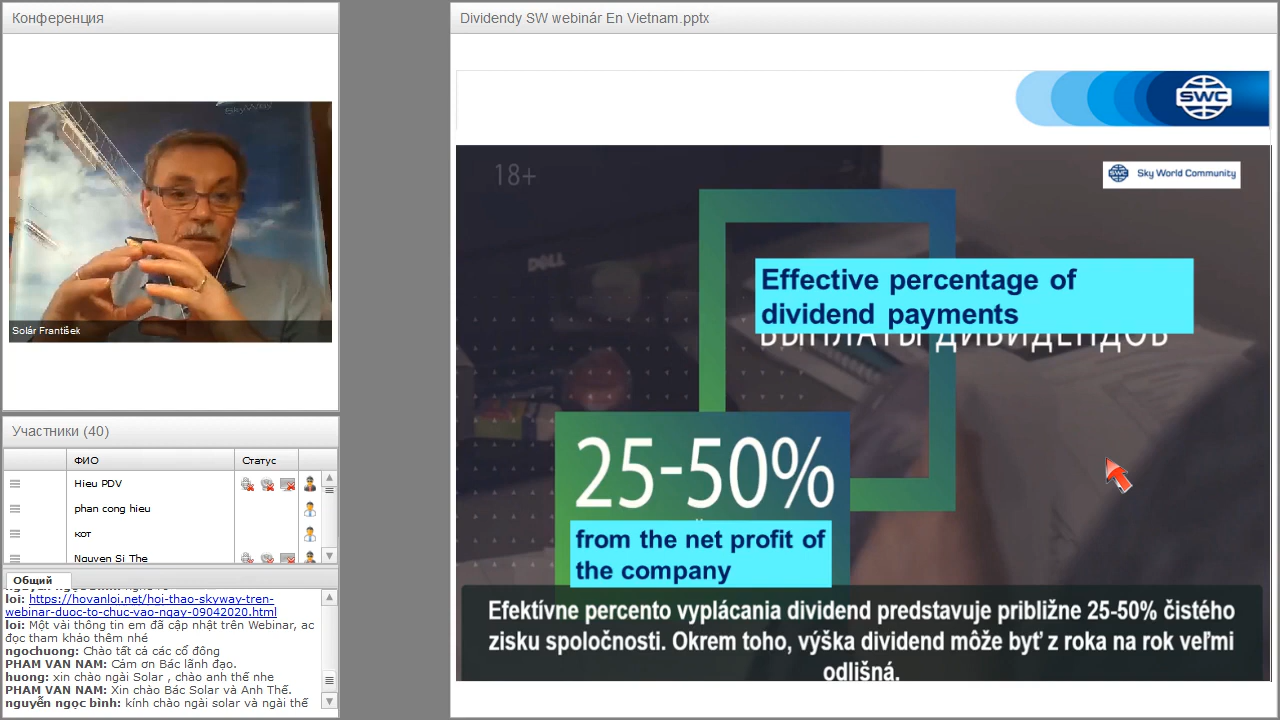 Конференция
SkyWay
Solár František
Участники (40)
ФИО
Статус
Hieu PDV
phan cong hieu
кот
Nguyen Si The
Общий
loi: https://hovanloi.net/hoi-thao-skyway-tren-
webinar-duoc-to-chuc-vao-ngay-09042020.html
loi: Một vài thông tin em đã cập nhật trên Webinar, ac
đọc tham khảo thêm nhé
ngochuong: Chào tất cả các cổ đông
PHAM VAN NAM: Cám ơn Bác lãnh đạo.
huong: xin chào ngài Solar , chào anh thế nhe
PHAM VAN NAM: Xin chào Bác Solar và Anh Thế.
nguyễn ngọc bình: kính chào ngài solar và ngài thế
Dividendy SW webinár En Vietnam.pptx
SWC
18+
SWC Sky World Community
DELL
Effective percentage of
dividend payments
ВЫПЛАТЫ ДИВИДЕНДОВ
25-50%
from the net profit of
the company
Efektívne percento vyplácania dividend predstavuje približne 25-50% čistého
zisku spoločnosti. Okrem toho, výška dividend môže byť z roka na rok veľmi
odlišná.